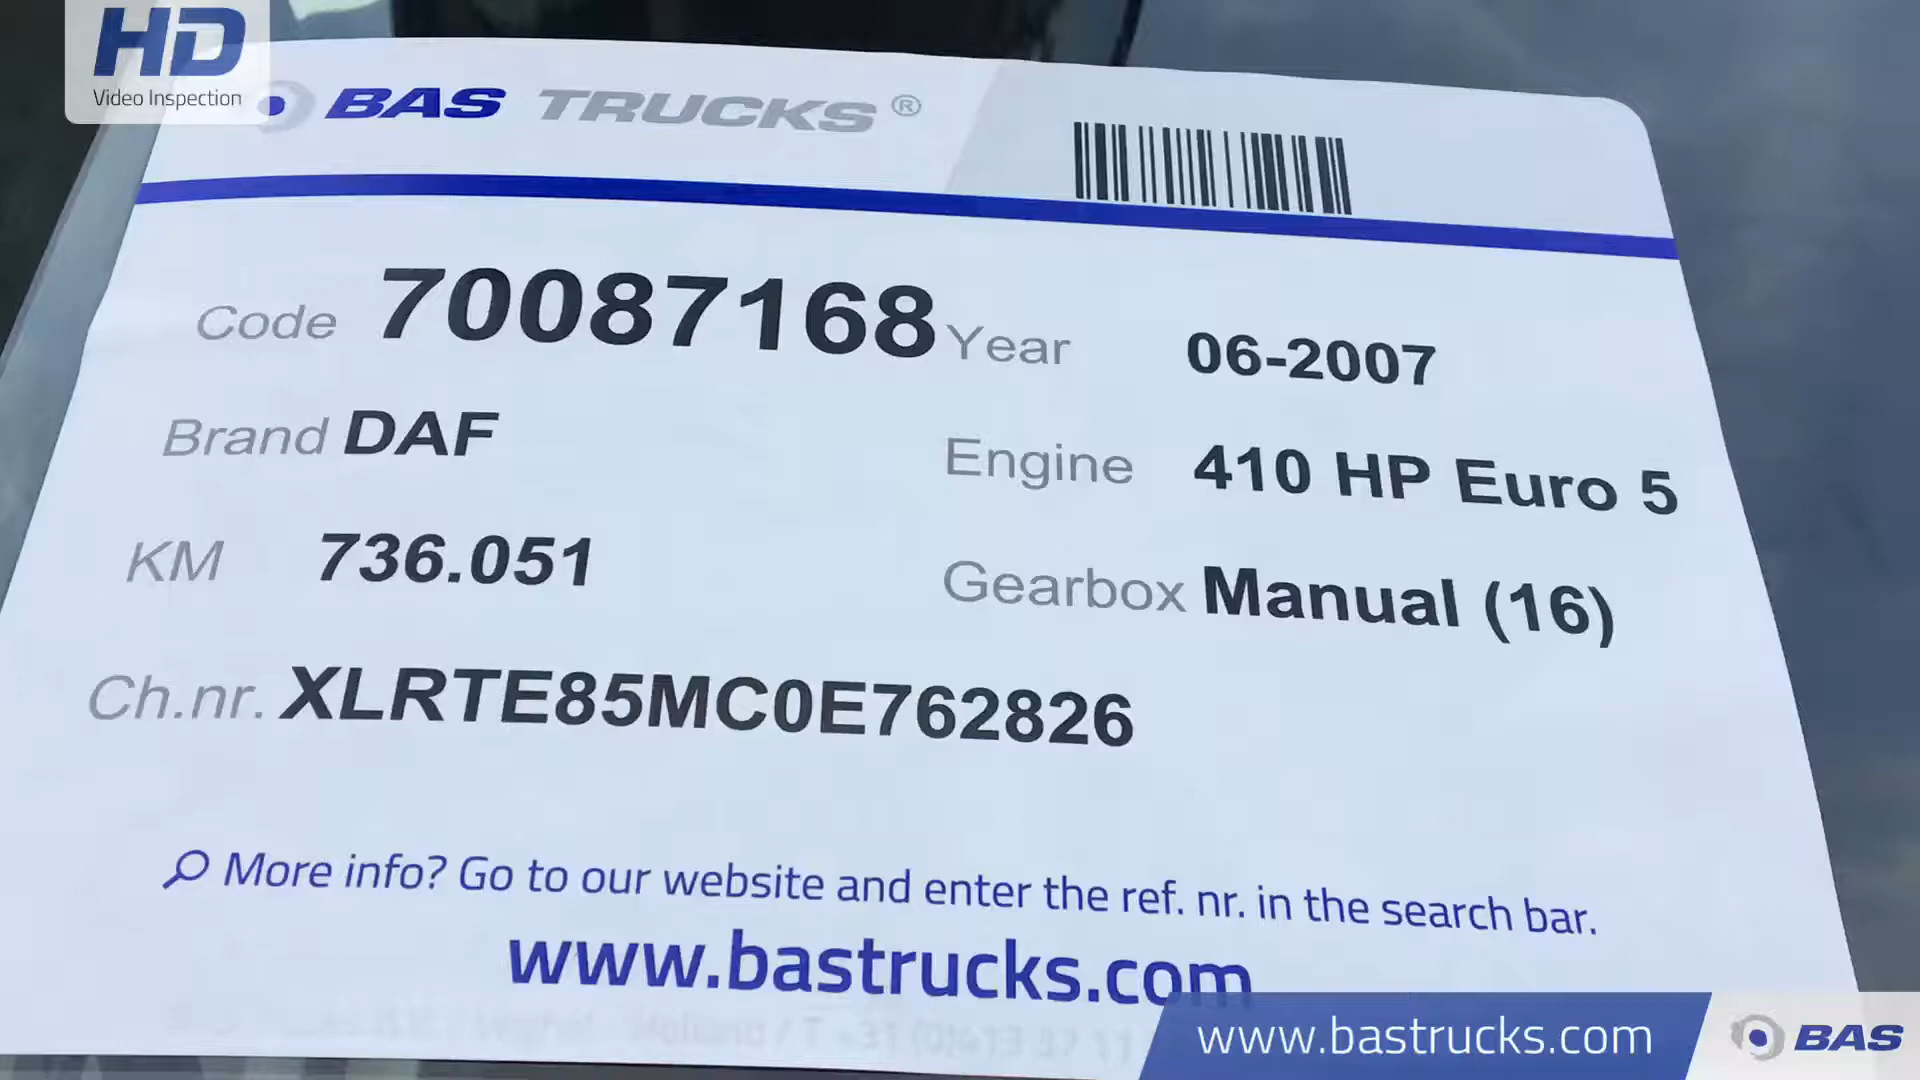 HD
Video Inspection
BAS TRUCKS®
Code 70087168 Year 06-2007
Brand DAF Engine 410 HP Euro 5
KM 736.051 Gearbox Manual (16)
Ch.nr. XLRTE85MC0E762826
More info? Go to our website and enter the ref. nr. in the search bar.
www.bastrucks.com
www.bastrucks.com
BAS